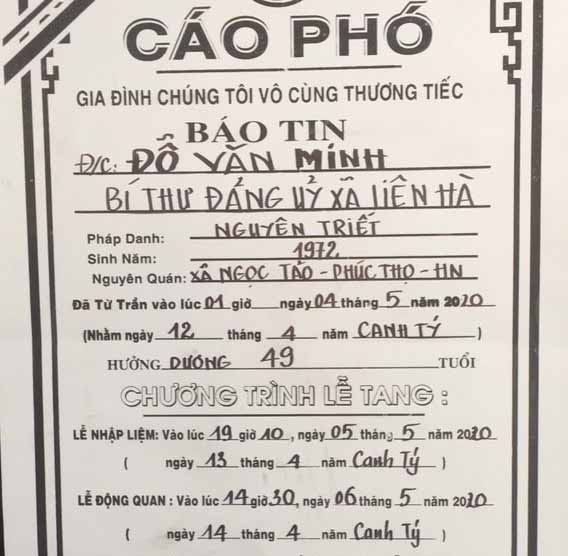 CÁO PHÓ
GIA ĐÌNH CHÚNG TÔI VÔ CÙNG THƯƠNG TIẾC
BÁO TIN
Đ/C: ĐỖ VĂN MINH
BÍ THƯ ĐẢNG UỶ XÃ LIÊN HÀ
Pháp Danh: NGUYÊN TRIẾT
Sinh Năm: 1972
Nguyên Quán: XÃ NGỌC TẢO - PHÚC THỌ - HN
Đã Từ Trần vào lúc 01 giờ ngày 04 tháng 5 năm 2020
(Nhằm ngày 12 tháng 4 năm CANH TÝ )
HƯỞNG DƯƠNG 49 TUỔI
CHƯƠNG TRÌNH LỄ TANG :
LỄ NHẬP LIỆM: Vào lúc 19 giờ 10 , ngày 05 tháng 5 năm 2020
( ngày 13 tháng 4 năm Canh Tý )
LỄ ĐỘNG QUAN : Vào lúc 14 giờ 30, ngày 06 tháng 5 năm 2020
( ngày 14 tháng 4 năm Canh Tý )